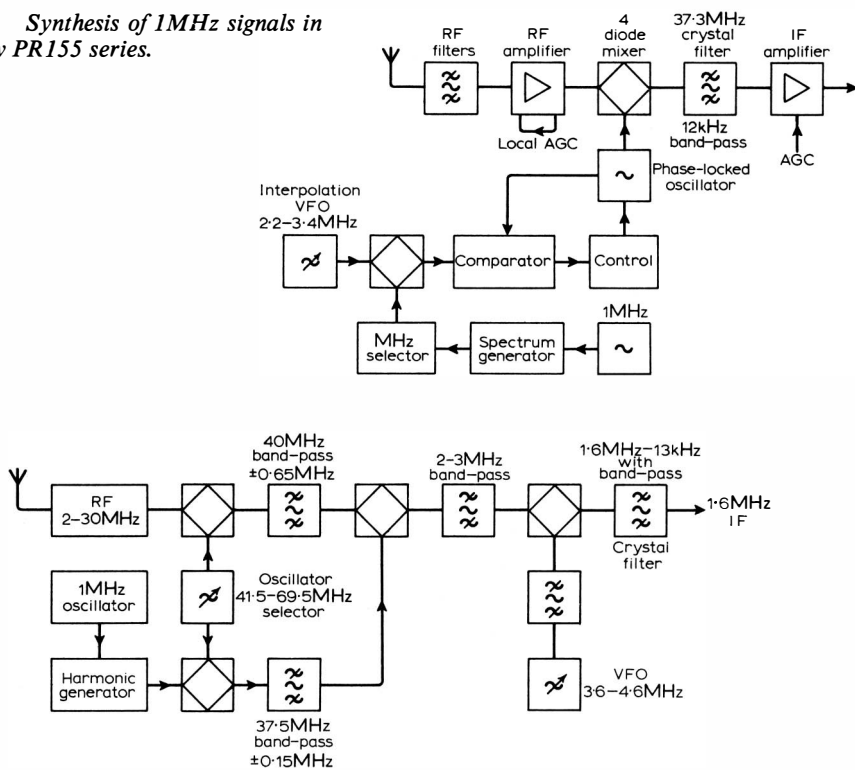 Synthesis of 1MHz signals in
PR155 series.
RF
filters
RF
amplifier
4
diode
mixer
37·3MHz
crystal
filter
IF
amplifier
Local AGC
12kHz
band-pass
AGC
Phase-locked
oscillator
Interpolation
VFO
2·2-3·4MHz
Comparator
Control
1MHz
MHz
selector
Spectrum
generator
40MHz
band-pass
±0·65MHz
2-3MHz
band-pass
1·6MHz-13kHz
with
band-pass
RF
2-30MHz
1·6MHz
IF
Crystal
filter
1MHz
oscillator
Oscillator
41·5-69·5MHz
selector
Harmonic
generator
VFO
3·6-4·6MHz
37·5MHz
band-pass
±0·15MHz